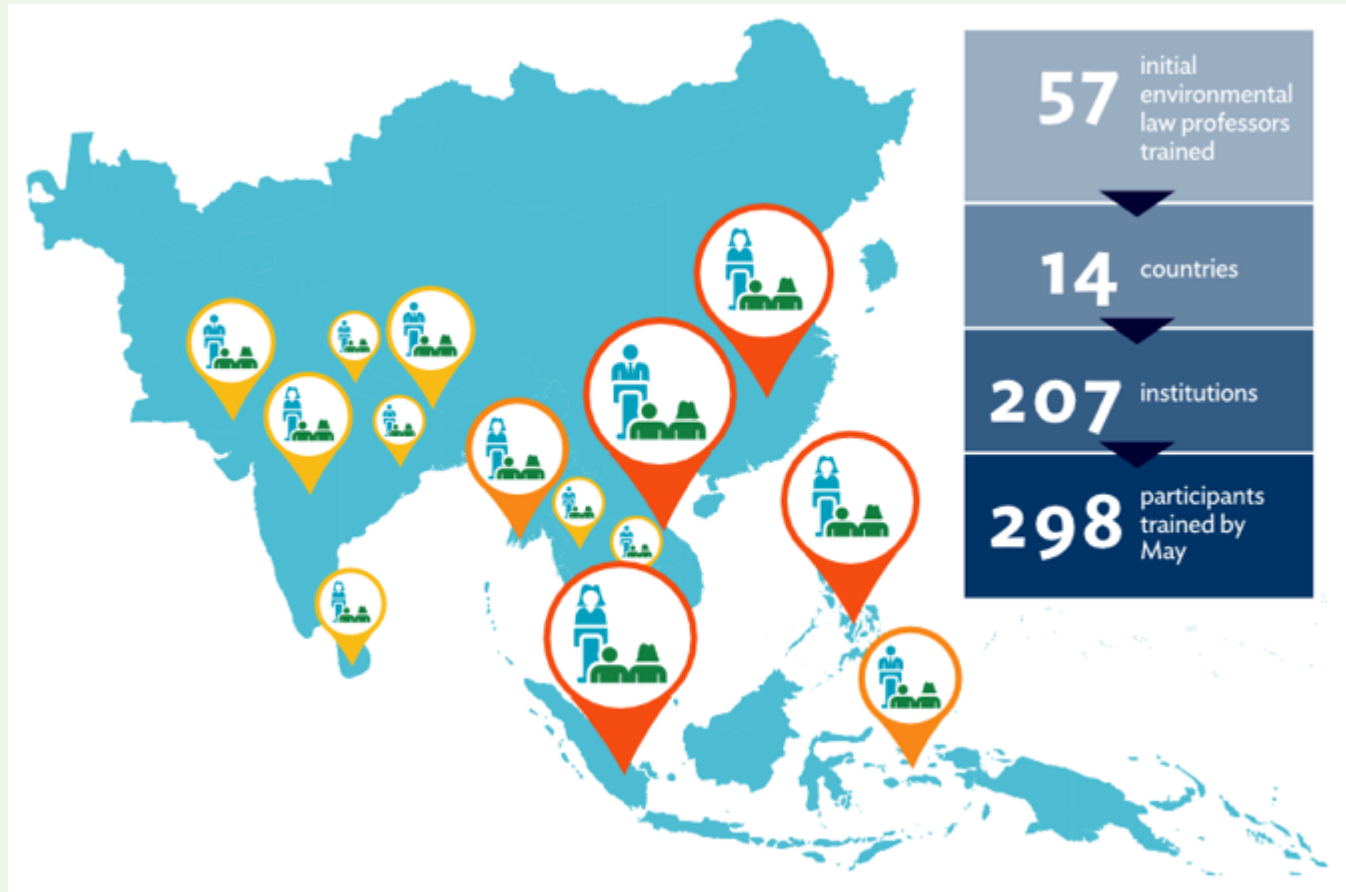 57
initial
environmental
law professors
trained
14
countries
207
institutions
298
participants
trained by
May